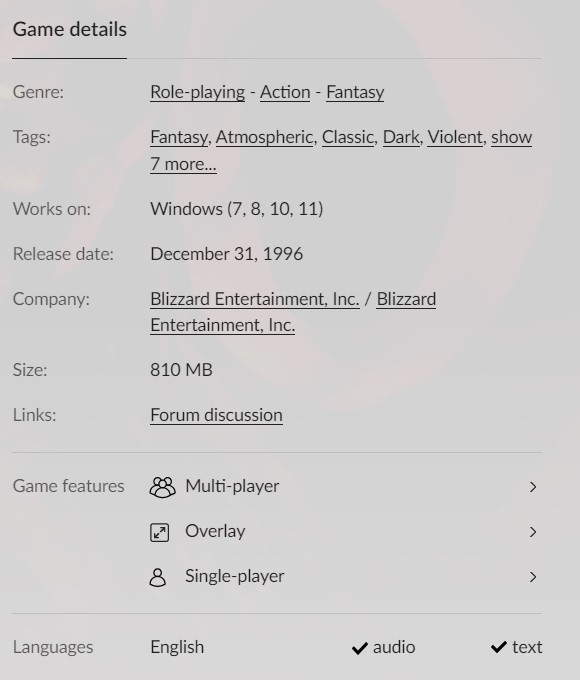 Game details
Genre: Role-playing - Action - Fantasy
Tags: Fantasy, Atmospheric, Classic, Dark, Violent, show
7 more...
Works on: Windows (7, 8, 10, 11)
Release date: December 31, 1996
Company: Blizzard Entertainment, Inc. / Blizzard
Entertainment, Inc.
Size: 810 MB
Links: Forum discussion
Game features Multi-player
Overlay
Single-player
Languages English audio text